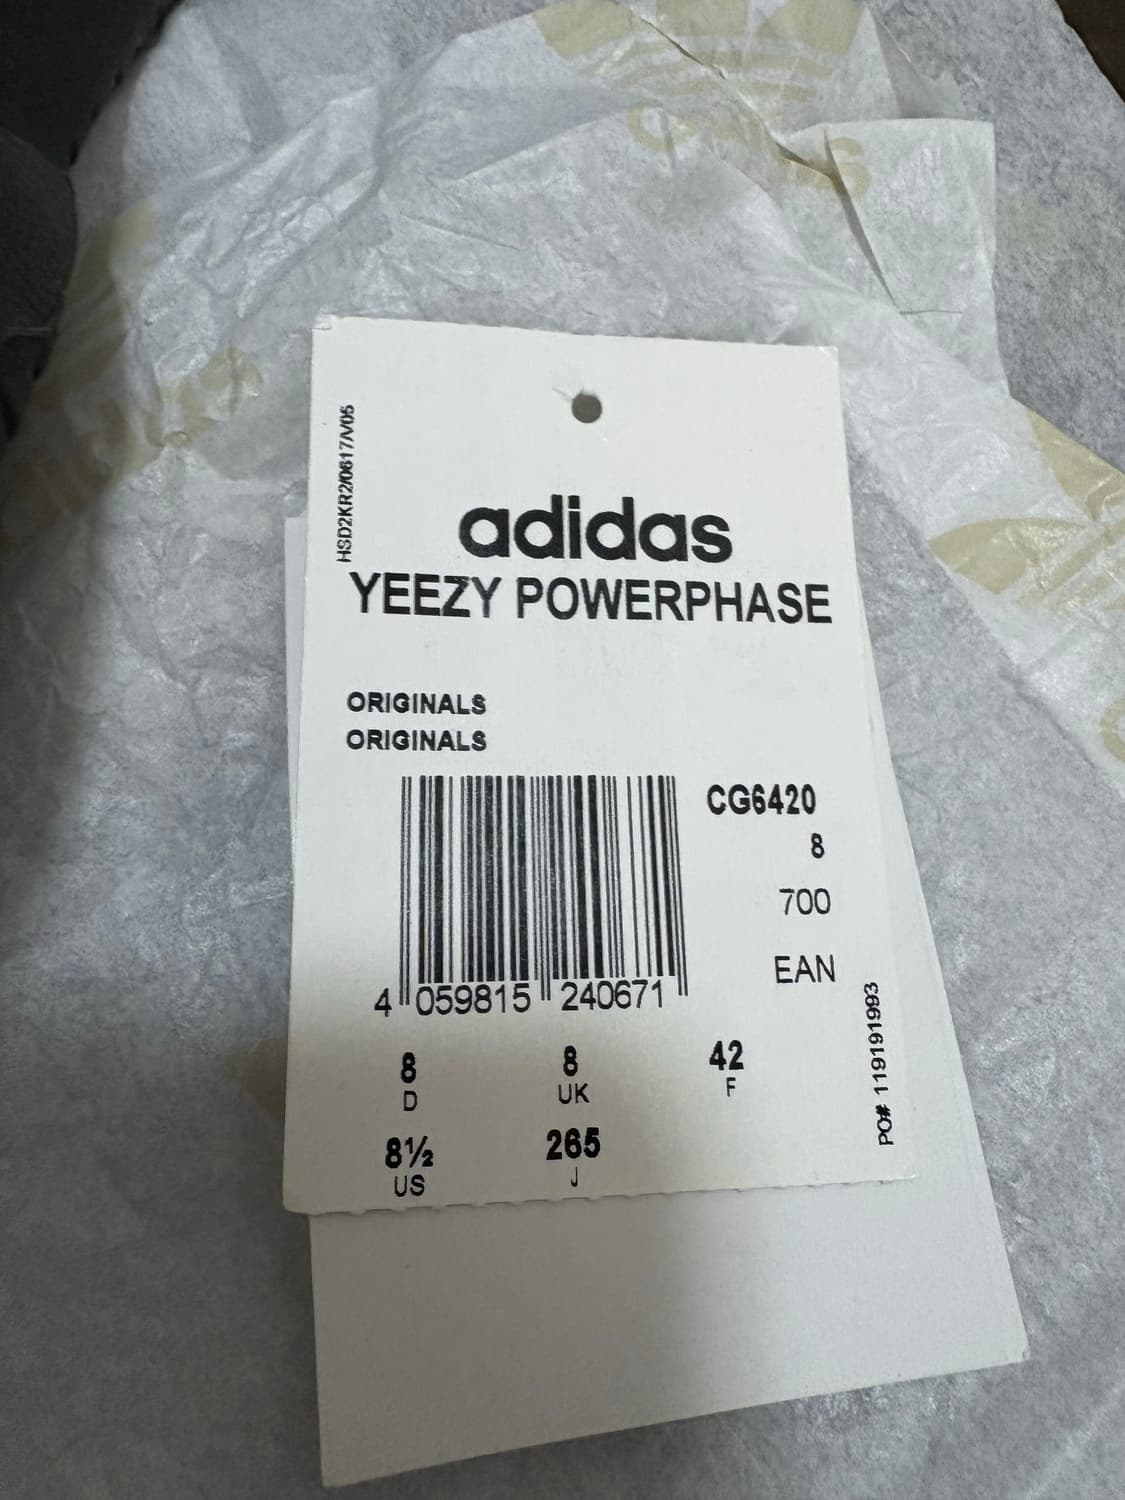 HSD2KR2/0617/V05
adidas
YEEZY POWERPHASE
ORIGINALS
ORIGINALS
CG6420
8
700
EAN
4 059815 240671
8 8 42
D UK F
8½ 265
US J
PO# 119191993